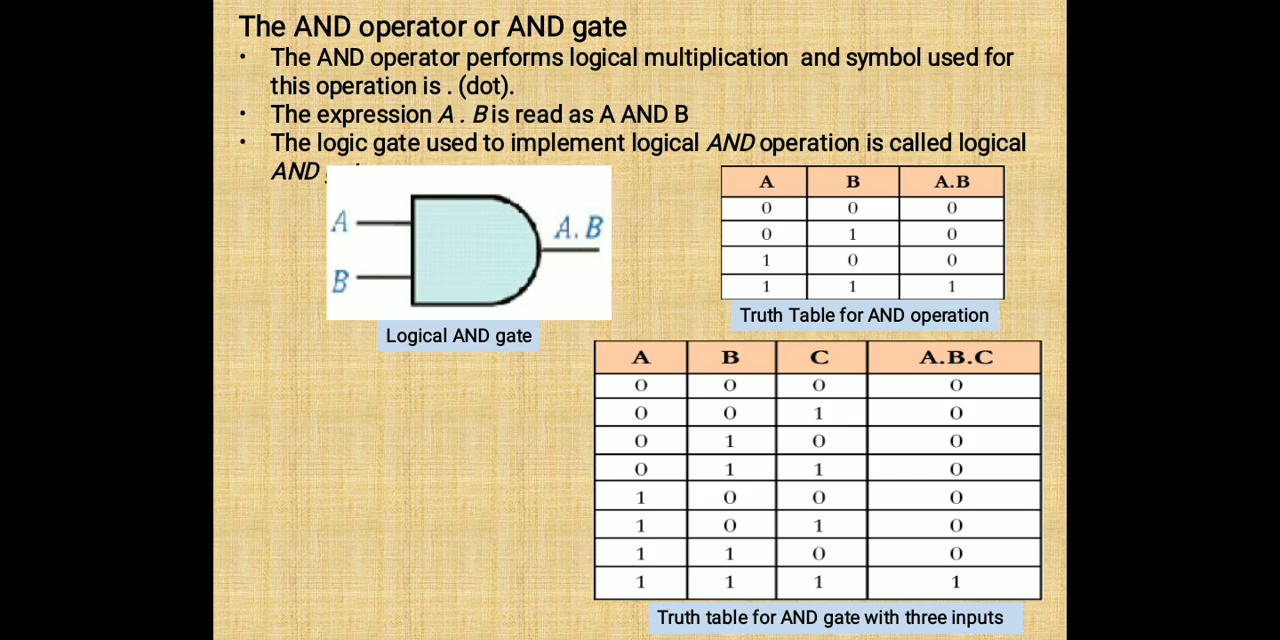 The AND operator or AND gate
• The AND operator performs logical multiplication and symbol used for
this operation is . (dot).
• The expression A . B is read as A AND B
• The logic gate used to implement logical AND operation is called logical
AND
A
B
A.B
Logical AND gate
A B A.B
0 0 0
0 1 0
1 0 0
1 1 1
Truth Table for AND operation
A B C A.B.C
0 0 0 0
0 0 1 0
0 1 0 0
0 1 1 0
1 0 0 0
1 0 1 0
1 1 0 0
1 1 1 1
Truth table for AND gate with three inputs